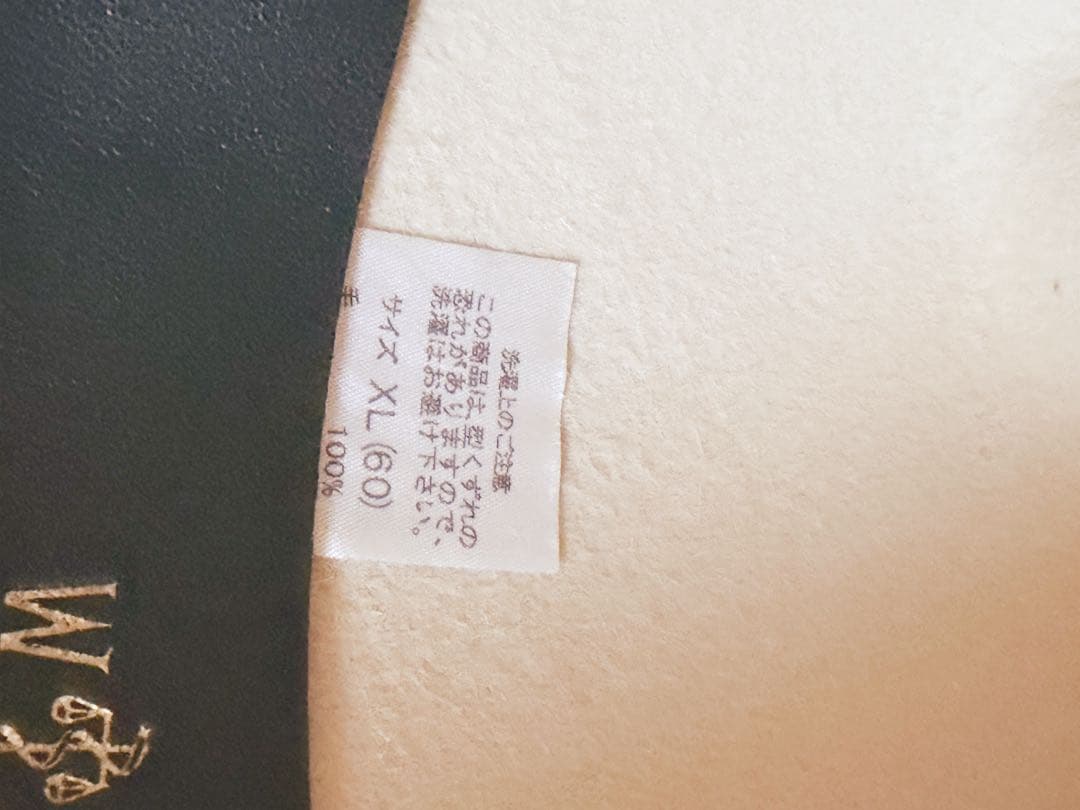 洗濯上のご注意
この商品は、型くずれの
恐れがありますので、
洗濯はお避け下さい。
サイズ XL (60)
毛 100%
W